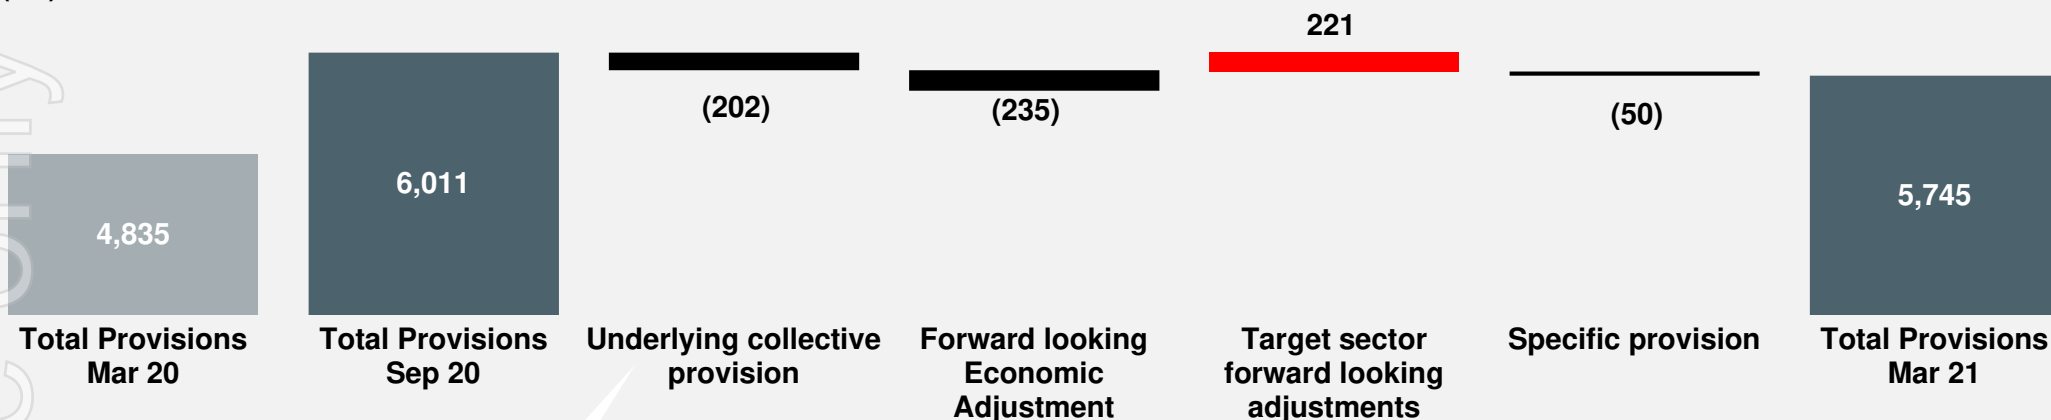 221
(202)
(235)
(50)
6,011
5,745
4,835
Total Provisions
Mar 20
Total Provisions
Sep 20
Underlying collective
provision
Forward looking
Economic
Adjustment
Target sector
forward looking
adjustments
Specific provision
Total Provisions
Mar 21